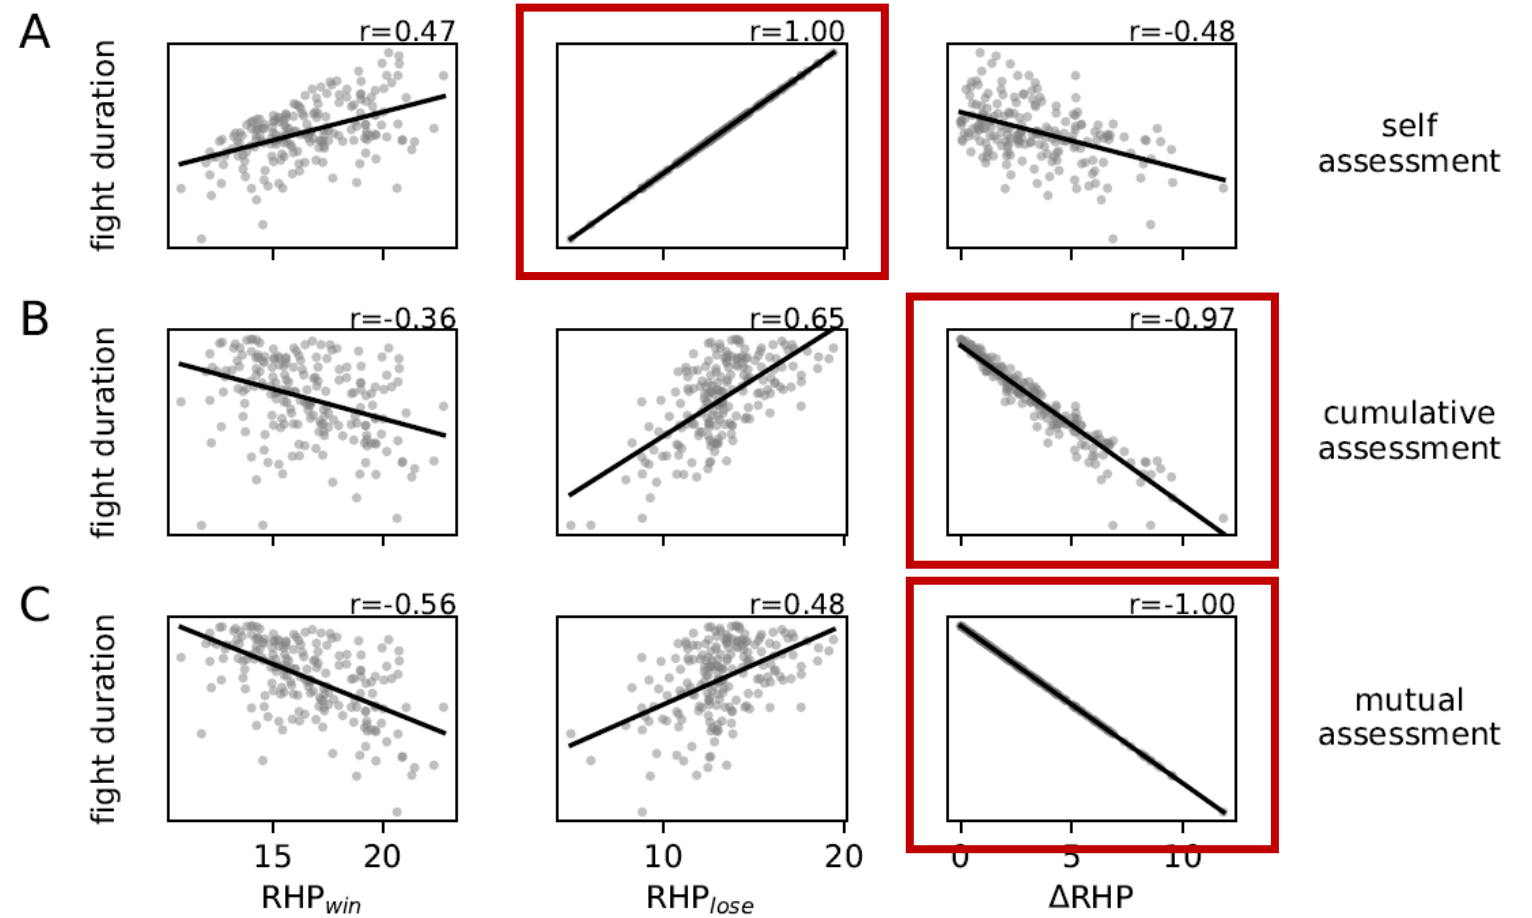 A
r=0.47
r=1.00
r=-0.48
fight duration
self
assessment
B
r=-0.36
r=0.65
r=-0.97
fight duration
cumulative
assessment
C
r=-0.56
r=0.48
r=-1.00
fight duration
mutual
assessment
15 20 10 20 0 5 10
RHPwin RHPlose ΔRHP